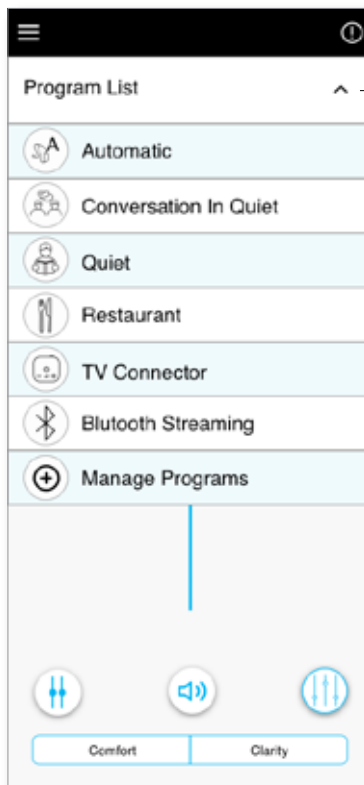 Program List
A
Automatic
Conversation In Quiet
Quiet
Restaurant
TV Connector
Blutooth Streaming
Manage Programs
Comfort Clarity